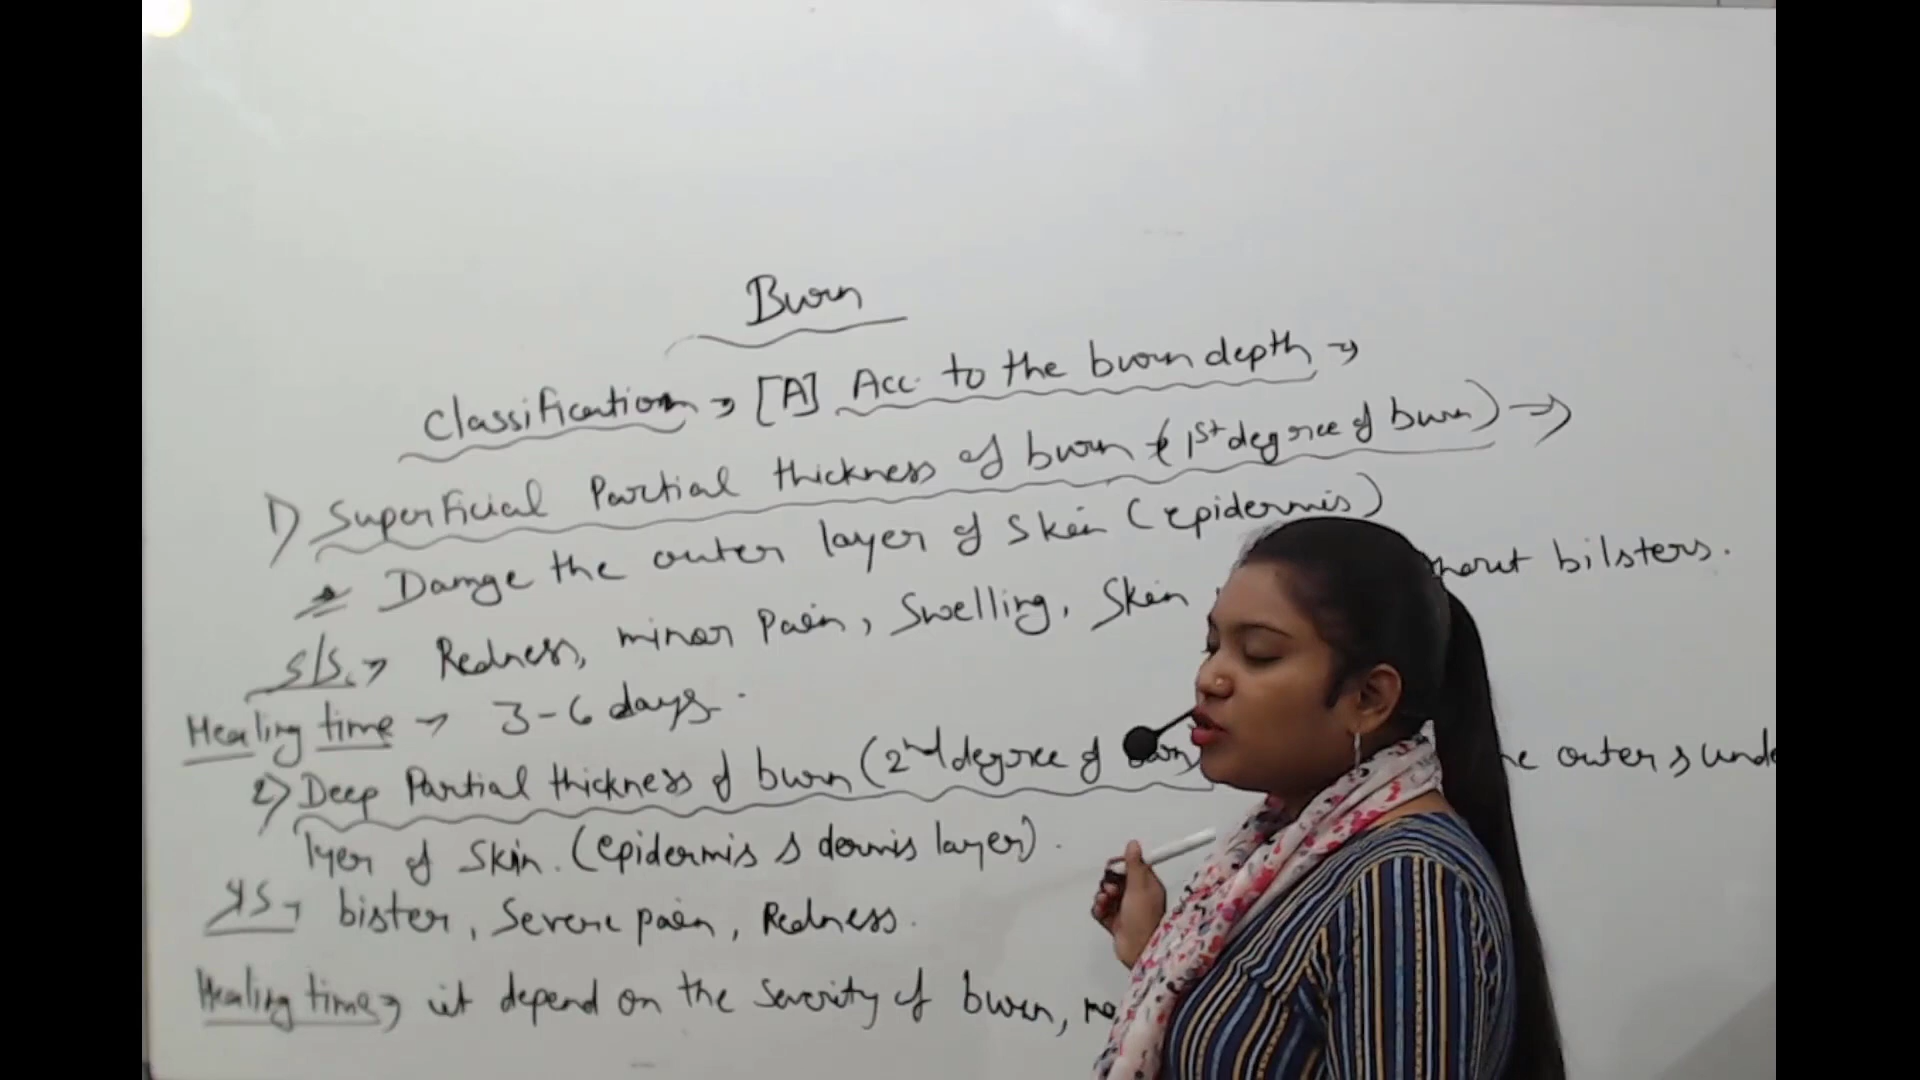 Burn
Classification → [A] Acc. to the burn depth →
1) Superficial Partial thickness of burn (1st degree of burn) →
Damge the outer layer of Skin (epidermis)
S/S. → Redness, minor Pain, Swelling, Skin bilsters.
Healing time → 3-6 days.
2) Deep Partial thickness of burn (2nd degree of burn) outer &
lyer of Skin. (epidermis & dermis layer).
S/S → bister, Severe pain, Redness.
Healing time → it depend on the severity of burn,